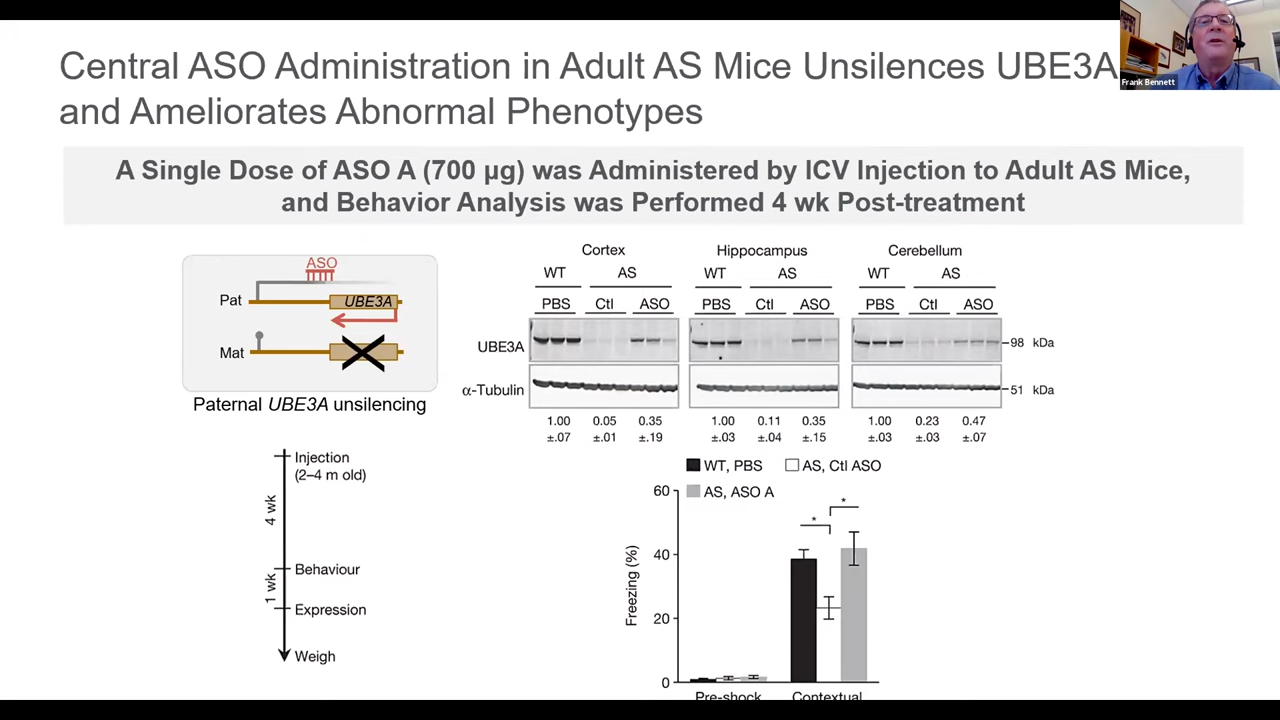 Central ASO Administration in Adult AS Mice Unsilences UBE3A
and Ameliorates Abnormal Phenotypes
Frank Bennett
A Single Dose of ASO A (700 µg) was Administered by ICV Injection to Adult AS Mice,
and Behavior Analysis was Performed 4 wk Post-treatment
ASO
Pat
UBE3A
Mat
Paternal UBE3A unsilencing
Injection
(2–4 m old)
4 wk
Behaviour
1 wk
Expression
Weigh
Cortex Hippocampus Cerebellum
WT AS WT AS WT AS
PBS Ctl ASO PBS Ctl ASO PBS Ctl ASO
UBE3A 98 kDa
α-Tubulin 51 kDa
1.00 0.05 0.35 1.00 0.11 0.35 1.00 0.23 0.47
±.07 ±.01 ±.19 ±.03 ±.04 ±.15 ±.03 ±.03 ±.07
WT, PBS AS, Ctl ASO
AS, ASO A
Freezing (%)
60
40
20
0
* *
Pre-shock Contextual